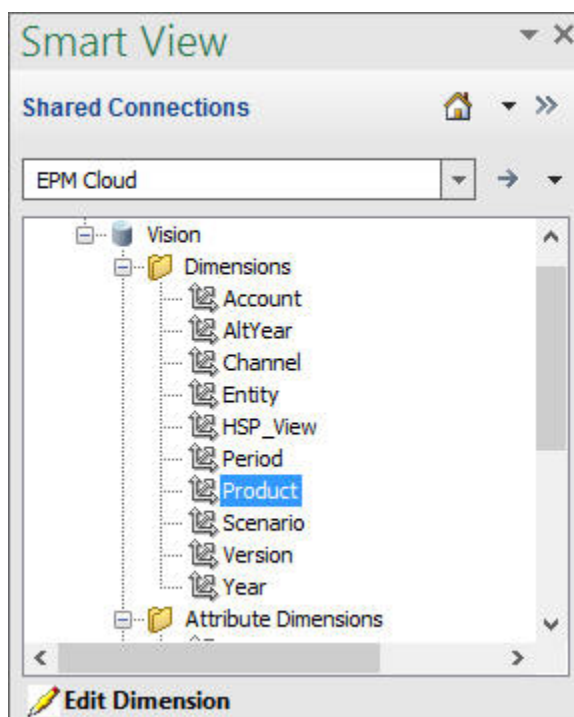 Smart View
Shared Connections
EPM Cloud
Vision
Dimensions
Account
AltYear
Channel
Entity
HSP_View
Period
Product
Scenario
Version
Year
Attribute Dimensions
Edit Dimension